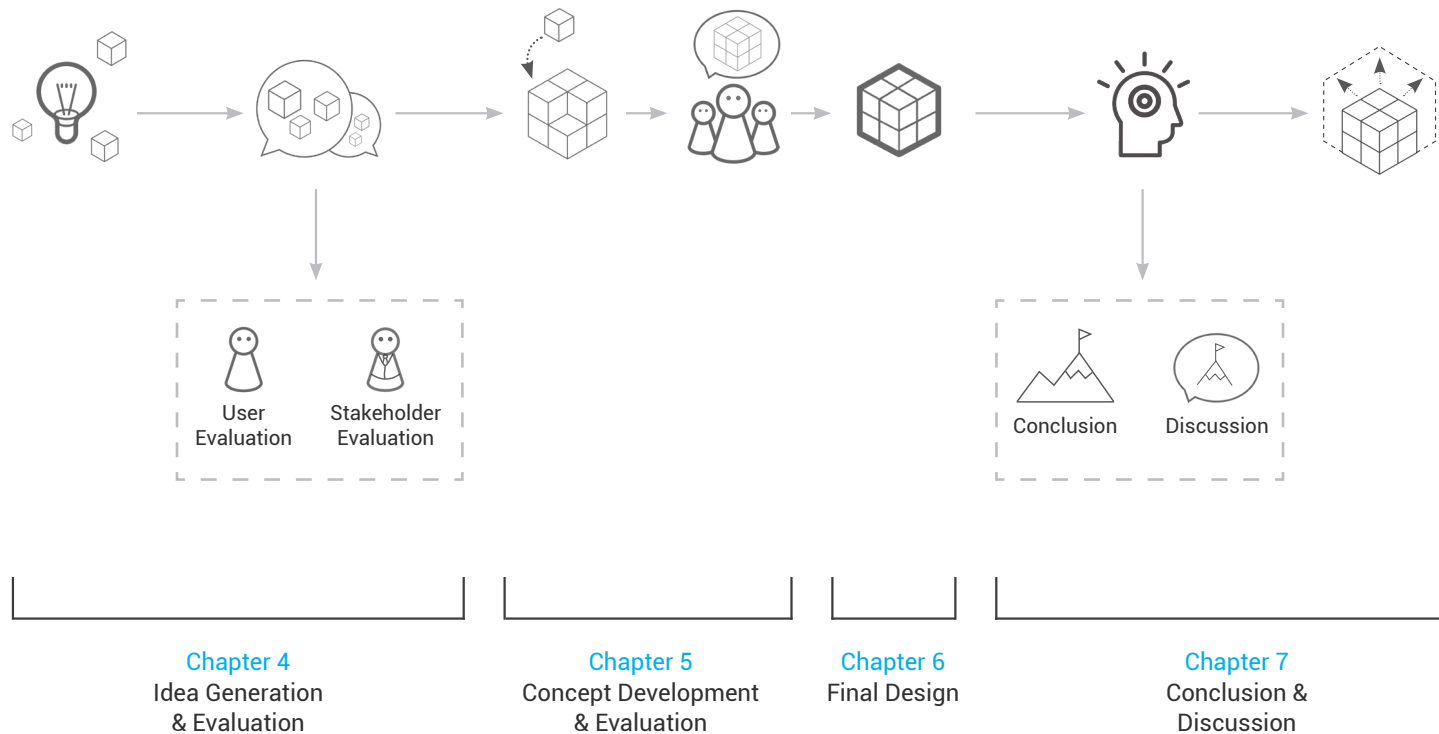 User
Evaluation
Stakeholder
Evaluation
Conclusion
Discussion
Chapter 4
Idea Generation
& Evaluation
Chapter 5
Concept Development
& Evaluation
Chapter 6
Final Design
Chapter 7
Conclusion &
Discussion